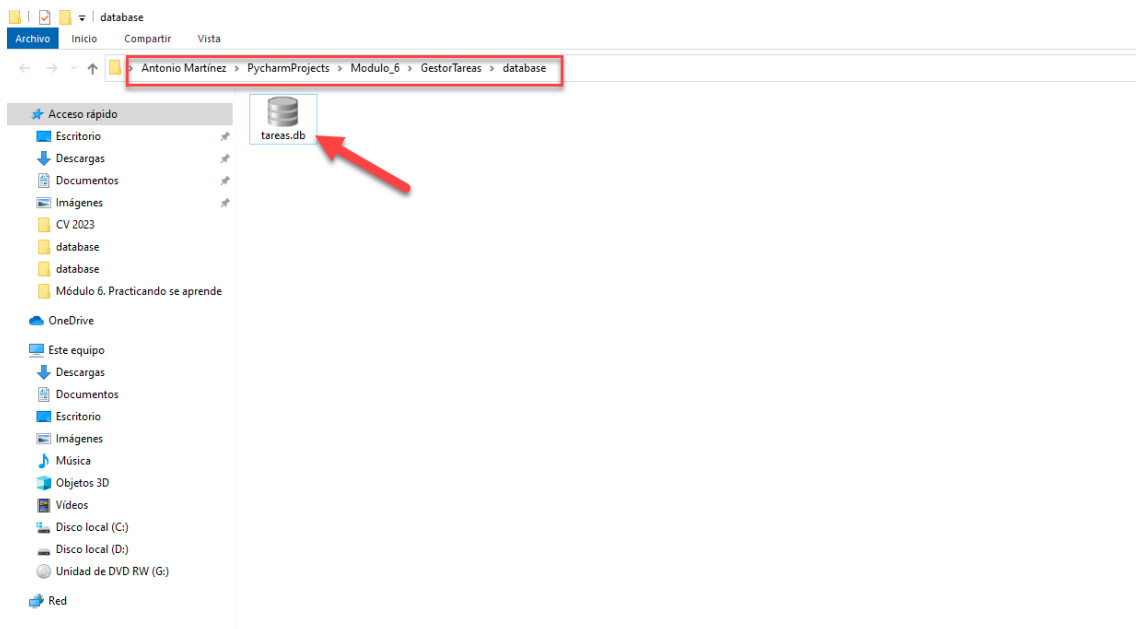 database
Archivo Inicio Compartir Vista
Antonio Martínez > PycharmProjects > Modulo_6 > GestorTareas > database
Acceso rápido
Escritorio
Descargas
Documentos
Imágenes
CV 2023
database
database
Módulo 6. Practicando se aprende
OneDrive
Este equipo
Descargas
Documentos
Escritorio
Imágenes
Música
Objetos 3D
Vídeos
Disco local (C:)
Disco local (D:)
Unidad de DVD RW (G:)
Red
tareas.db